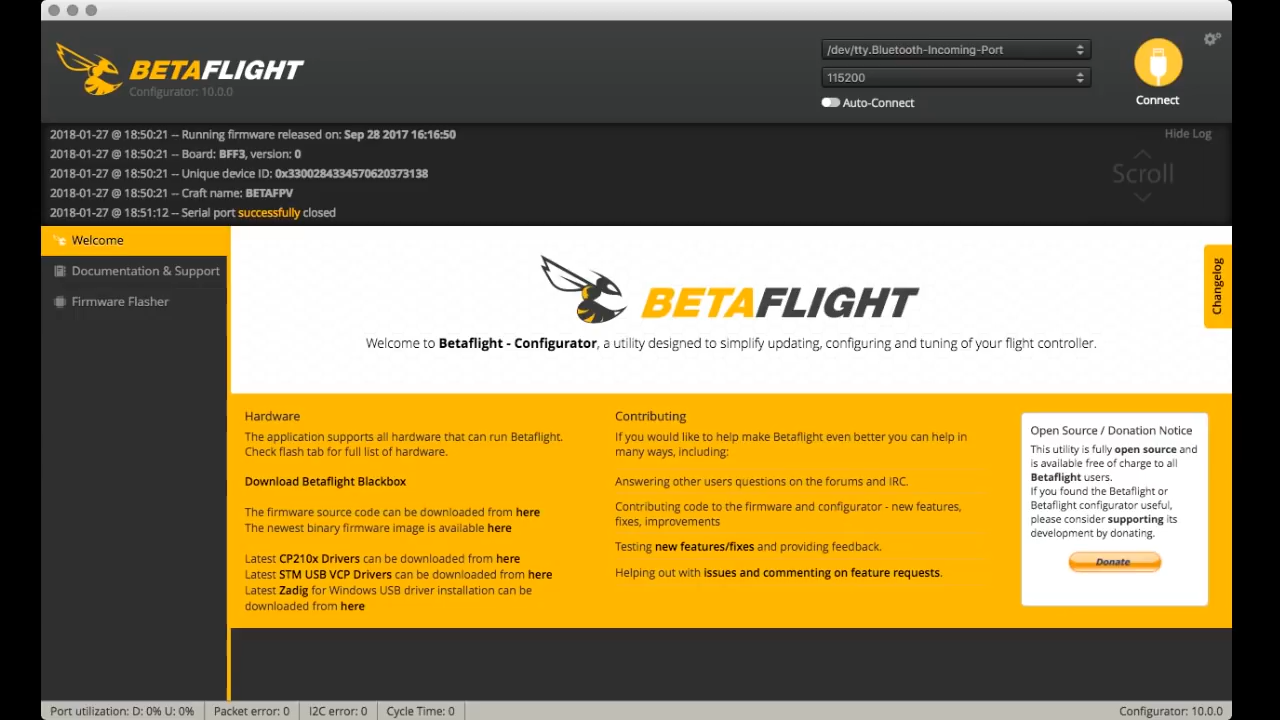 BETAFLIGHT
Configurator: 10.0.0
/dev/tty.Bluetooth-Incoming-Port
115200
Auto-Connect
Connect
2018-01-27 @ 18:50:21 -- Running firmware released on: Sep 28 2017 16:16:50
2018-01-27 @ 18:50:21 -- Board: BFF3, version: 0
2018-01-27 @ 18:50:21 -- Unique device ID: 0x3300284334570620373138
2018-01-27 @ 18:50:21 -- Craft name: BETAFPV
2018-01-27 @ 18:51:12 -- Serial port successfully closed
Hide Log
Scroll
Welcome
Documentation & Support
Firmware Flasher
BETAFLIGHT
Welcome to Betaflight - Configurator, a utility designed to simplify updating, configuring and tuning of your flight controller.
Changelog
Hardware
The application supports all hardware that can run Betaflight.
Check flash tab for full list of hardware.
Download Betaflight Blackbox
The firmware source code can be downloaded from here
The newest binary firmware image is available here
Latest CP210x Drivers can be downloaded from here
Latest STM USB VCP Drivers can be downloaded from here
Latest Zadig for Windows USB driver installation can be
downloaded from here
Contributing
If you would like to help make Betaflight even better you can help in
many ways, including:
Answering other users questions on the forums and IRC.
Contributing code to the firmware and configurator - new features,
fixes, improvements
Testing new features/fixes and providing feedback.
Helping out with issues and commenting on feature requests.
Open Source / Donation Notice
This utility is fully open source and
is available free of charge to all
Betaflight users.
If you found the Betaflight or
Betaflight configurator useful,
please consider supporting its
development by donating.
Donate
Port utilization: D: 0% U: 0%
Packet error: 0
I2C error: 0
Cycle Time: 0
Configurator: 10.0.0